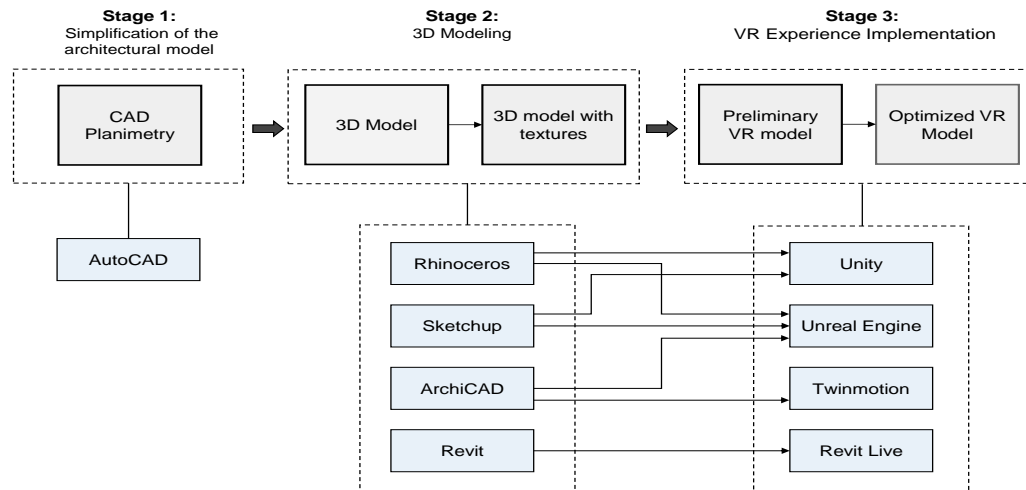 Stage 1:
Simplification of the
architectural model
Stage 2:
3D Modeling
Stage 3:
VR Experience Implementation
CAD
Planimetry
3D Model
3D model with
textures
Preliminary
VR model
Optimized VR
Model
AutoCAD
Rhinoceros
Unity
Sketchup
Unreal Engine
ArchiCAD
Twinmotion
Revit
Revit Live